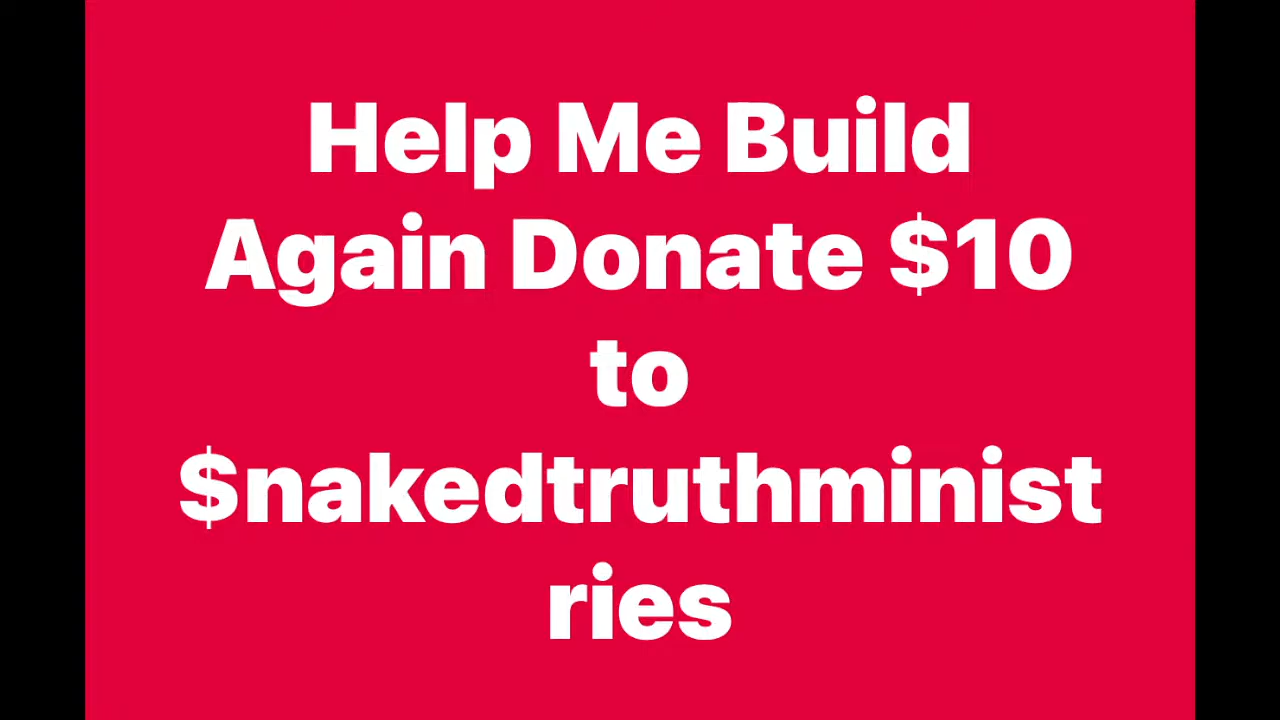 Help Me Build
Again Donate $10
to
$nakedtruthminist
ries